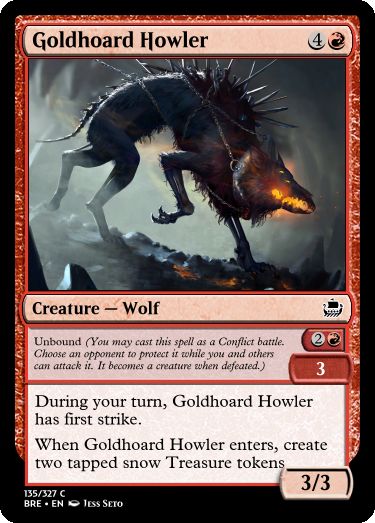 Goldhoard Howler 4
Creature — Wolf
Unbound (You may cast this spell as a Conflict battle. 2
Choose an opponent to protect it while you and others
can attack it. It becomes a creature when defeated.) 3
During your turn, Goldhoard Howler
has first strike.
When Goldhoard Howler enters, create
two tapped snow Treasure tokens
3/3
135/327 C
BRE • EN Jess Seto